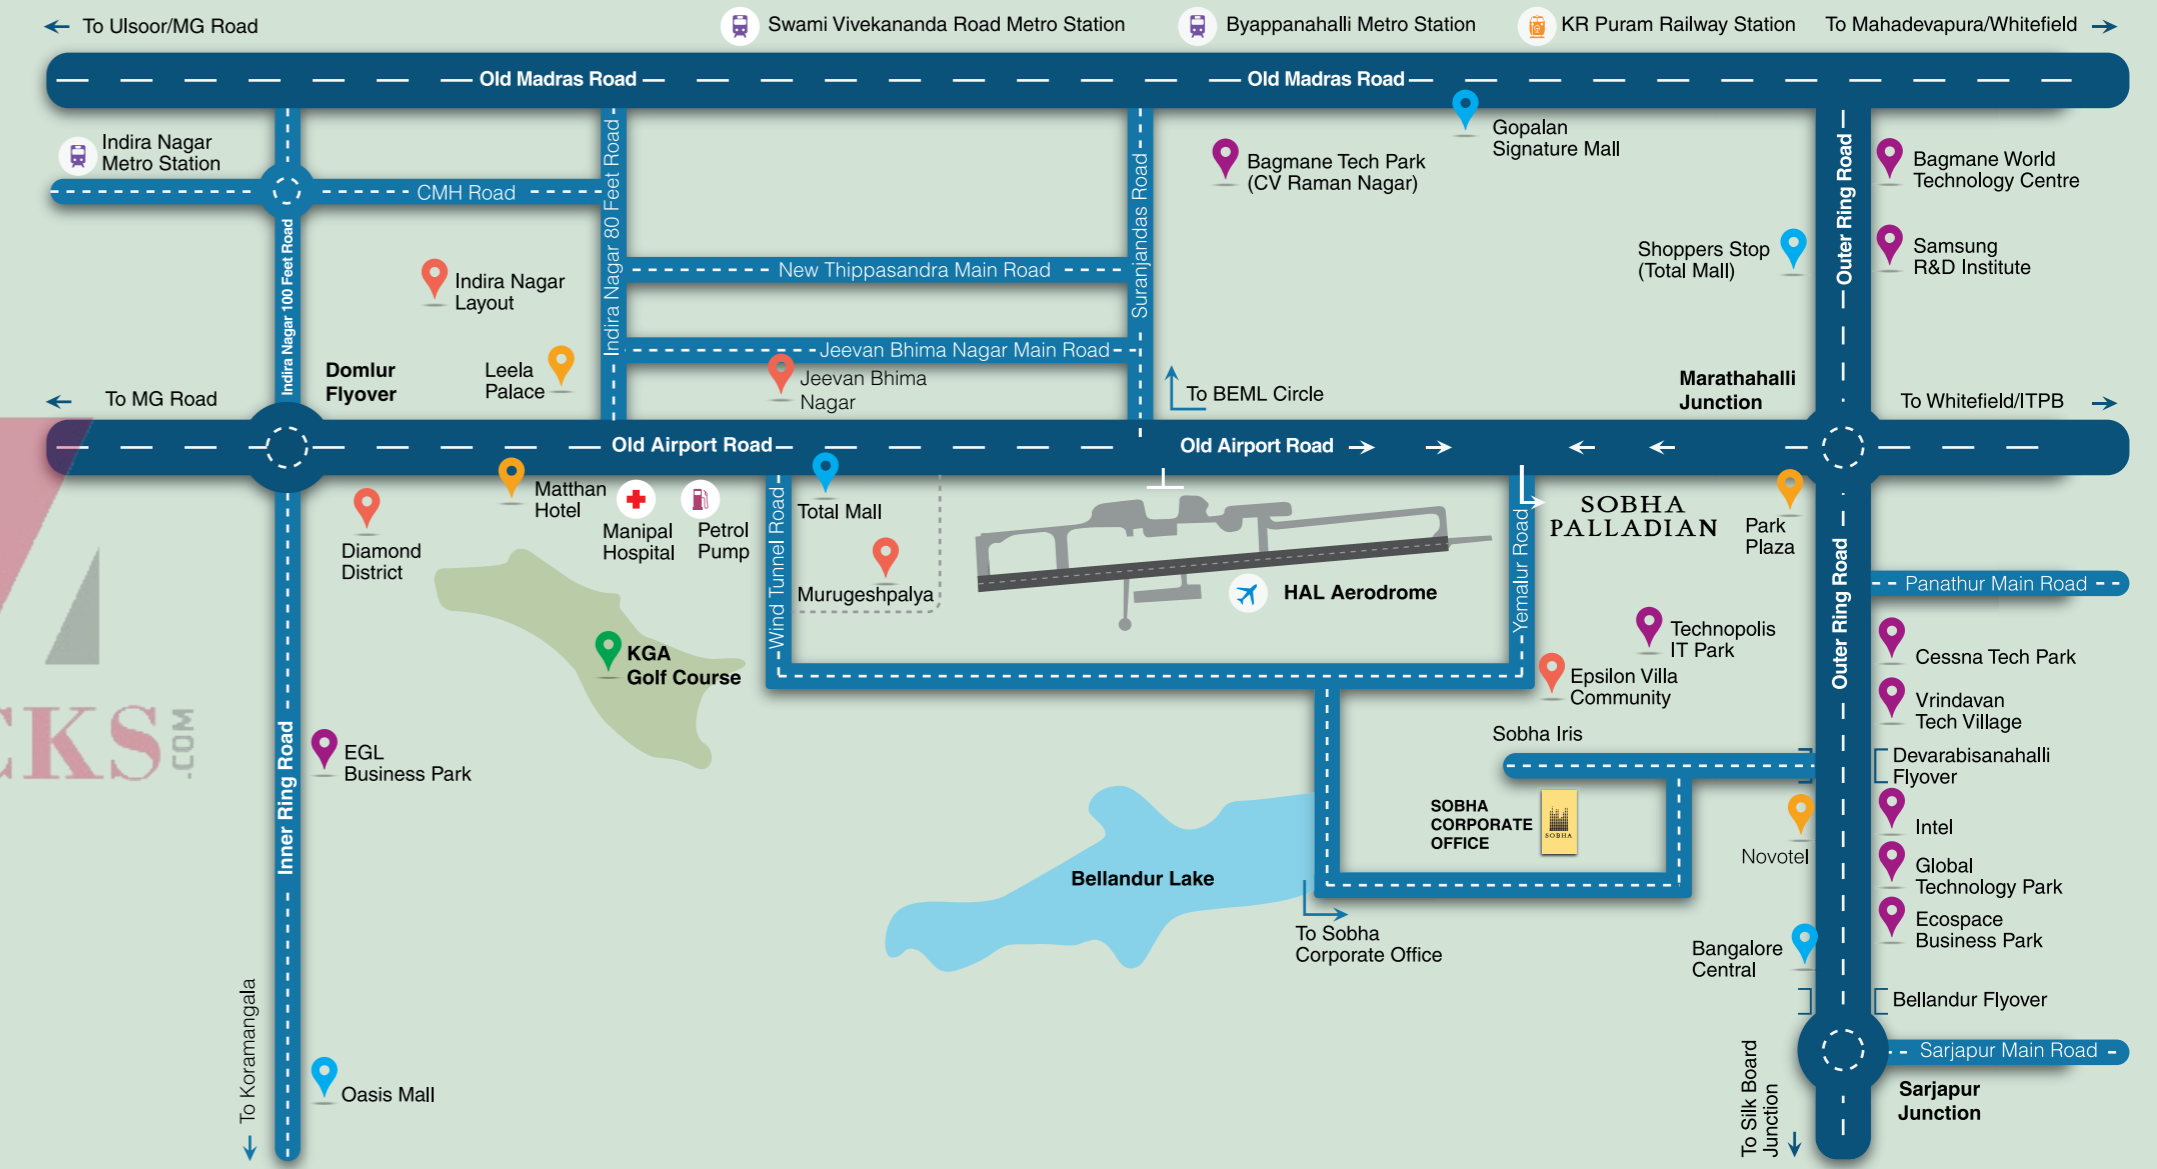 To Ulsoor/MG Road
Swami Vivekananda Road Metro Station
Byappanahalli Metro Station
KR Puram Railway Station
To Mahadevapura/Whitefield
Old Madras Road
Old Madras Road
Indira Nagar
Metro Station
CMH Road
Indira Nagar 100 Feet Road
Indira Nagar 80 Feet Road
Suranjandas Road
Gopalan
Signature Mall
Bagmane Tech Park
(CV Raman Nagar)
Outer Ring Road
Bagmane World
Technology Centre
Shoppers Stop
(Total Mall)
Samsung
R&D Institute
New Thippasandra Main Road
Indira Nagar
Layout
Jeevan Bhima Nagar Main Road
Domlur
Flyover
Leela
Palace
Jeevan Bhima
Nagar
To BEML Circle
Marathahalli
Junction
To MG Road
To Whitefield/ITPB
Old Airport Road
Old Airport Road
Diamond
District
Matthan
Hotel
Manipal
Hospital
Petrol
Pump
Wind Tunnel Road
Total Mall
Murugeshpalya
HAL Aerodrome
Yemalur Road
SOBHA
PALLADIAN
Park
Plaza
Outer Ring Road
Panathur Main Road
Technopolis
IT Park
Cessna Tech Park
KGA
Golf Course
Epsilon Villa
Community
Vrindavan
Tech Village
CKS
.COM
Inner Ring Road
EGL
Business Park
Sobha Iris
Devarabisanahalli
Flyover
SOBHA
CORPORATE
OFFICE
SOBHA
Novotel
Intel
Global
Technology Park
Bellandur Lake
To Sobha
Corporate Office
Ecospace
Business Park
Bangalore
Central
Bellandur Flyover
To Koramangala
Oasis Mall
To Silk Board
Junction
Sarjapur Main Road
Sarjapur
Junction